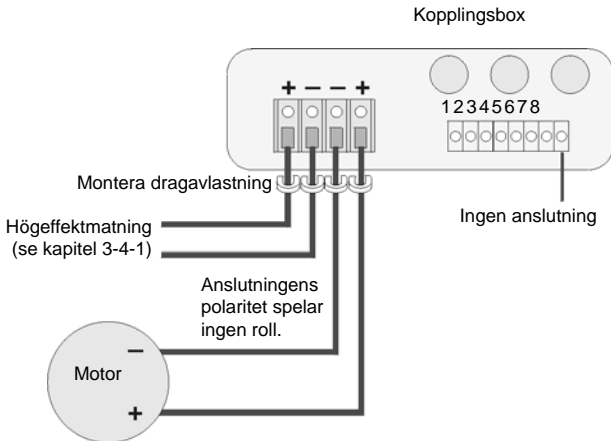 Kopplingsbox
+ − − +
12345678
Montera dragavlastning
Ingen anslutning
Högeffektmatning
(se kapitel 3-4-1)
Anslutningens
polaritet spelar
ingen roll.
−
Motor
+